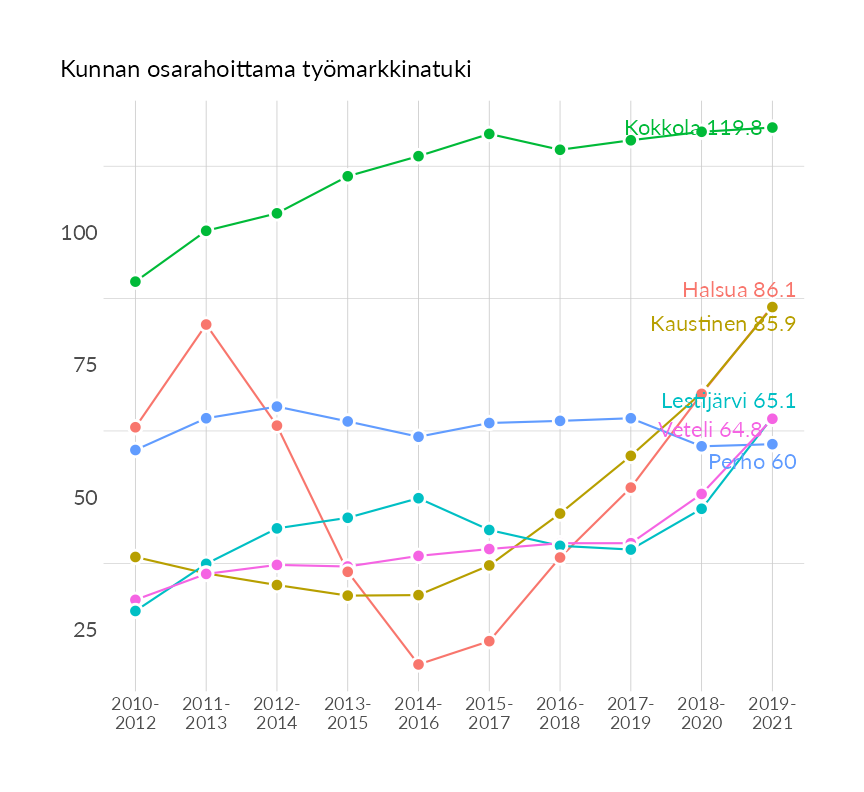 Kunnan osarahoittama työmarkkinatuki
Kokkola 119.8
100
Halsua 86.1
Kaustinen 85.9
75
Lestijärvi 65.1
Veteli 64.8
Perho 60
50
25
2010-2012
2011-2013
2012-2014
2013-2015
2014-2016
2015-2017
2016-2018
2017-2019
2018-2020
2019-2021